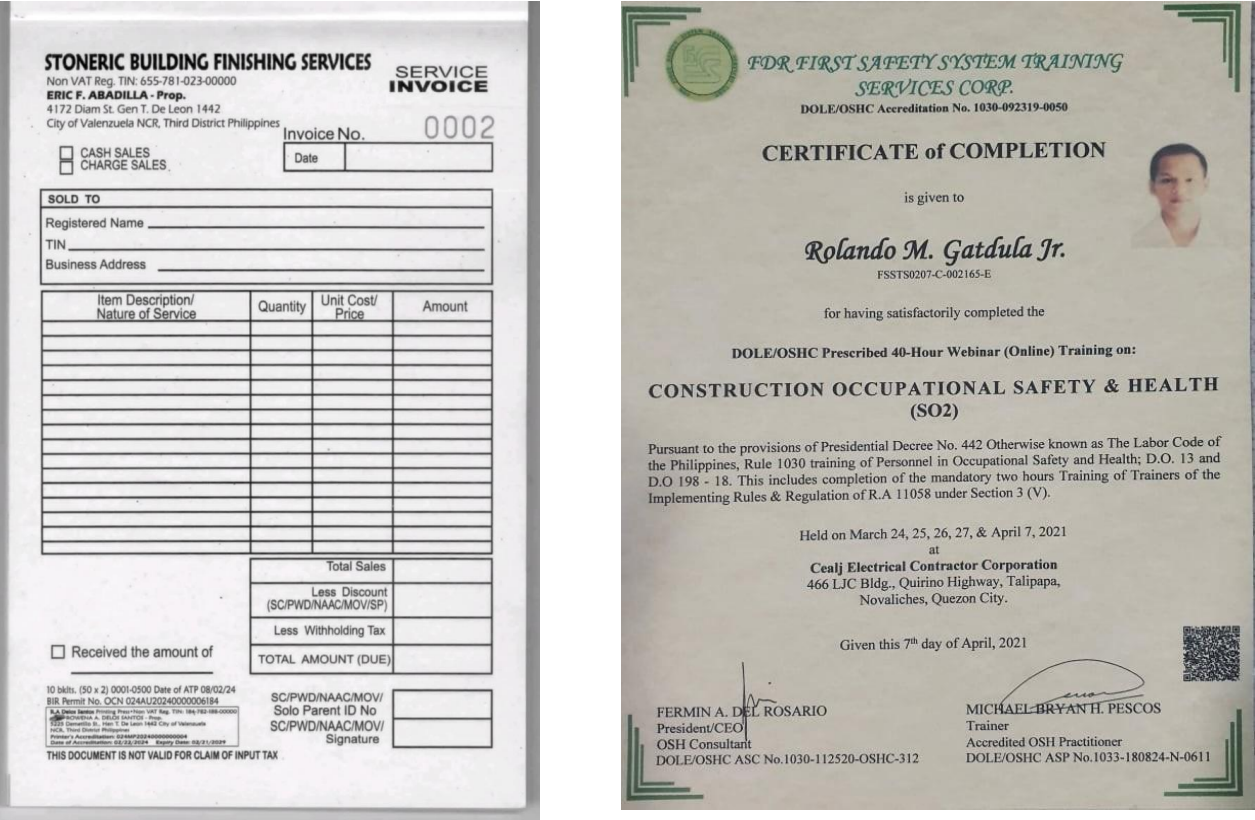 STONERIC BUILDING FINISHING SERVICES
Non VAT Reg. TIN: 655-781-023-00000
ERIC F. ABADILLA - Prop.
4172 Diam St. Gen T. De Leon 1442
City of Valenzuela NCR, Third District Philippines
SERVICE
INVOICE
Invoice No. 0002
Date
CASH SALES
CHARGE SALES
SOLD TO
Registered Name
TIN
Business Address
Item Description/
Nature of Service
Quantity
Unit Cost/
Price
Amount
Total Sales
Less Discount
(SC/PWD/NAAC/MOV/SP)
Less Withholding Tax
TOTAL AMOUNT (DUE)
Received the amount of
10 bklts. (50 x 2) 0001-0500 Date of ATP 08/02/24
BIR Permit No. OCN 024AU20240000006184
ROWENA A. DELOS SANTOS - Prop.
NCR, Third District Philippines
THIS DOCUMENT IS NOT VALID FOR CLAIM OF INPUT TAX
SC/PWD/NAAC/MOV/
Solo Parent ID No
SC/PWD/NAAC/MOV/
Signature
FDR FIRST SAFETY SYSTEM TRAINING
SERVICES CORP.
DOLE/OSHC Accreditation No. 1030-092319-0050
CERTIFICATE of COMPLETION
is given to
Rolando M. Gatdula Jr.
FSSTS0207-C-002165-E
for having satisfactorily completed the
DOLE/OSHC Prescribed 40-Hour Webinar (Online) Training on:
CONSTRUCTION OCCUPATIONAL SAFETY & HEALTH
(SO2)
Pursuant to the provisions of Presidential Decree No. 442 Otherwise known as The Labor Code of
the Philippines, Rule 1030 training of Personnel in Occupational Safety and Health; D.O. 13 and
D.O 198 - 18. This includes completion of the mandatory two hours Training of Trainers of the
Implementing Rules & Regulation of R.A 11058 under Section 3 (V).
Held on March 24, 25, 26, 27, & April 7, 2021
at
Cealj Electrical Contractor Corporation
466 LJC Bldg., Quirino Highway, Talipapa,
Novaliches, Quezon City.
Given this 7th day of April, 2021
FERMIN A. DEL ROSARIO
President/CEO
OSH Consultant
DOLE/OSHC ASC No.1030-112520-OSHC-312
MICHAEL BRYAN H. PESCOS
Trainer
Accredited OSH Practitioner
DOLE/OSHC ASP No.1033-180824-N-0611